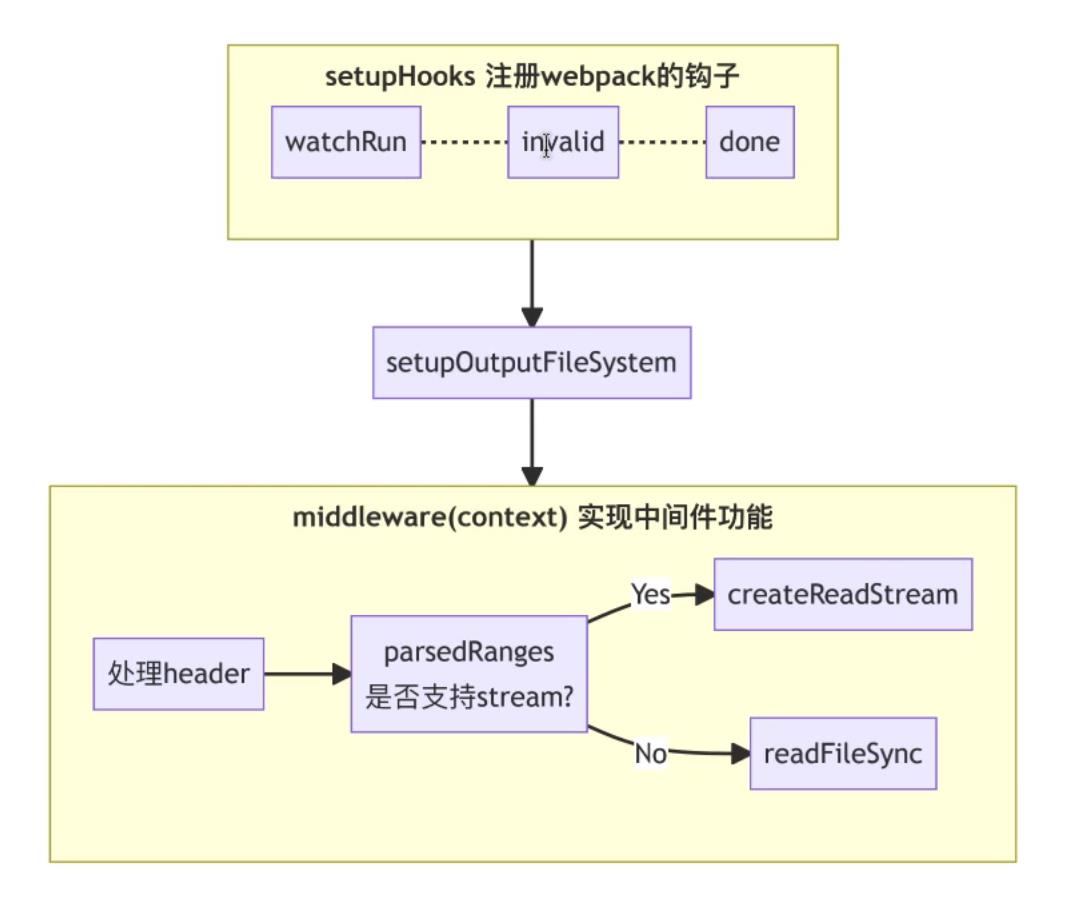 setupHooks 注册webpack的钩子
watchRun
invalid
done
setupOutputFileSystem
middleware(context) 实现中间件功能
处理header
parsedRanges
是否支持stream?
Yes
createReadStream
No
readFileSync